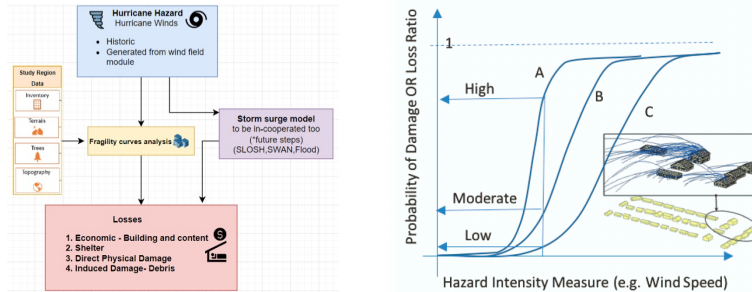 Hurricane Hazard
Hurricane Winds
• Historic
• Generated from wind field
module
Study Region
Data
Inventory
Terrain
Trees
Topography
Fragility curves analysis
Storm surge model
to be in-cooperated too
(*future steps)
(SLOSH,SWAN,Flood)
Losses
1. Economic - Building and content
2. Shelter
3. Direct Physical Damage
4. Induced Damage- Debris
S
Probability of Damage OR Loss Ratio
1
High
Moderate
Low
A
B
C
Hazard Intensity Measure (e.g. Wind Speed)